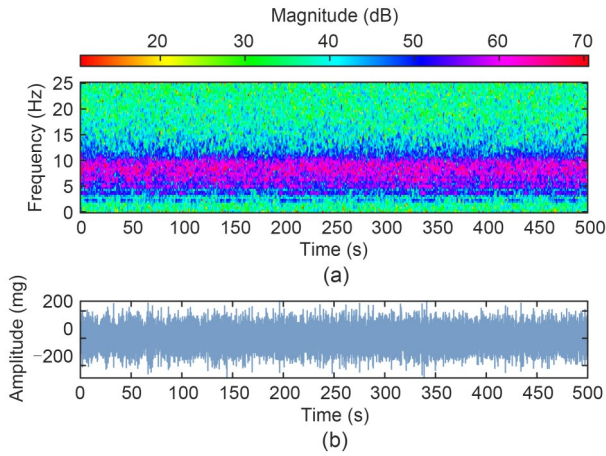 Magnitude (dB)
20 30 40 50 60 70
Frequency (Hz)
25
20
15
10
5
0
0 50 100 150 200 250 300 350 400 450 500
Time (s)
(a)
Amplitude (mg)
200
0
−200
0 50 100 150 200 250 300 350 400 450 500
Time (s)
(b)